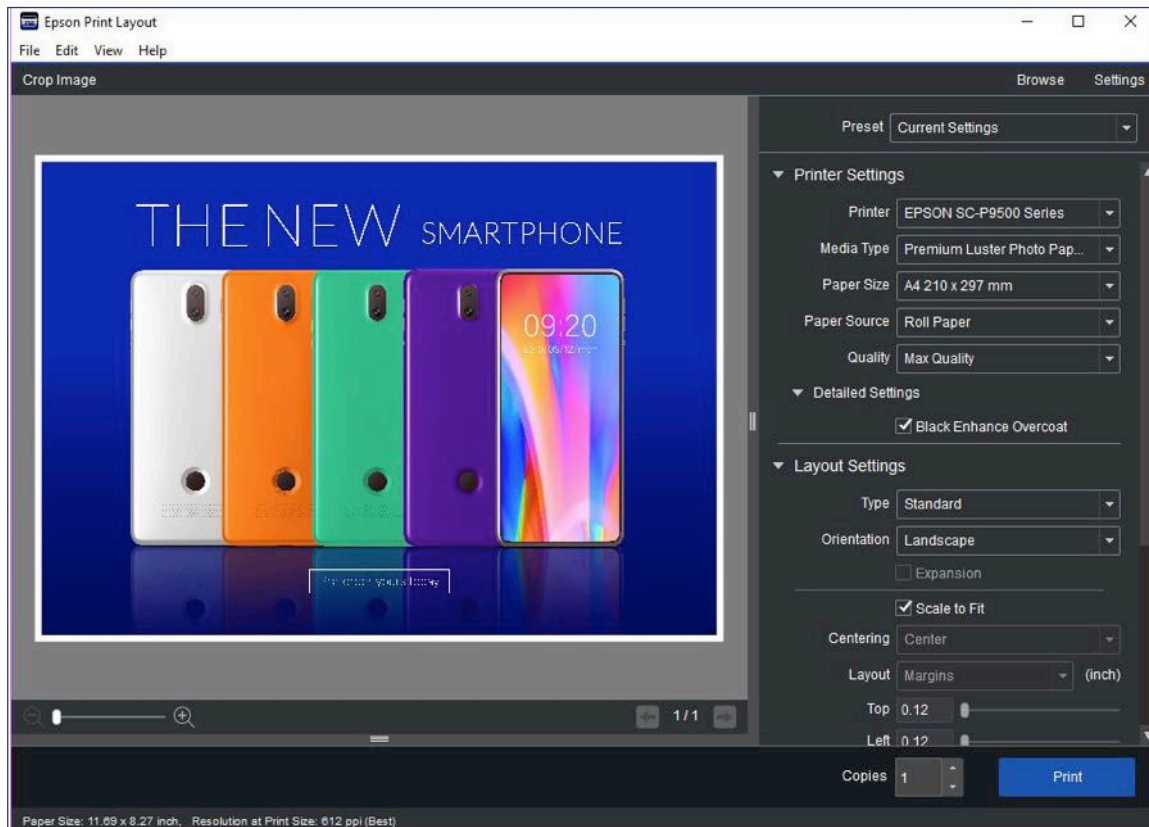 Epson Print Layout
File Edit View Help
Crop Image
Browse Settings
THE NEW SMARTPHONE
09:20
1/1
Preset Current Settings
Printer Settings
Printer EPSON SC-P9500 Series
Media Type Premium Luster Photo Pap...
Paper Size A4 210 x 297 mm
Paper Source Roll Paper
Quality Max Quality
Detailed Settings
Black Enhance Overcoat
Layout Settings
Type Standard
Orientation Landscape
Expansion
Scale to Fit
Centering Center
Layout Margins (inch)
Top 0.12
Left 0.12
Copies 1 Print
Paper Size: 11.69 x 8.27 inch, Resolution at Print Size: 612 ppi (Best)